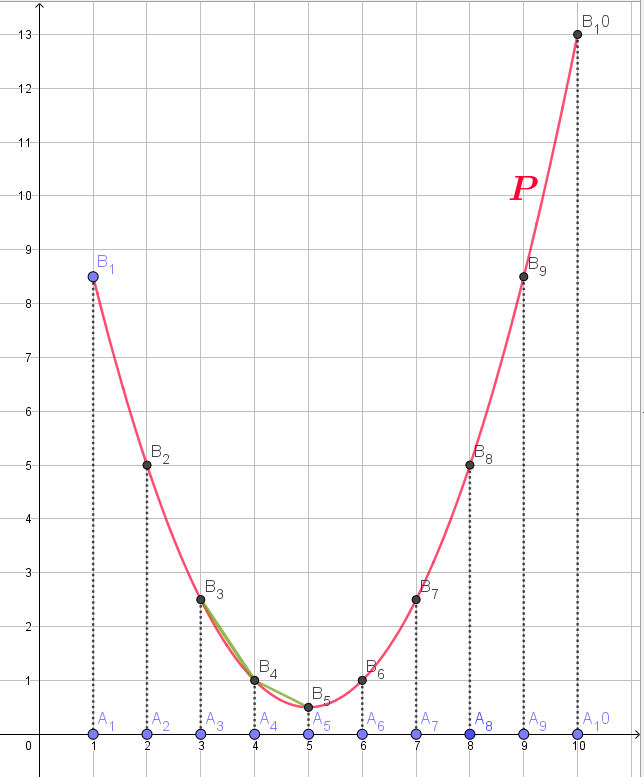 13
B₁0
12
11
10
P
9
B₁
B₉
8
7
6
5
B₂
B₈
4
3
B₃
B₇
2
1
B₄
B₆
B₅
A₁ A₂ A₃ A₄ A₅ A₆ A₇ A₈ A₉ A₁0
0 1 2 3 4 5 6 7 8 9 10